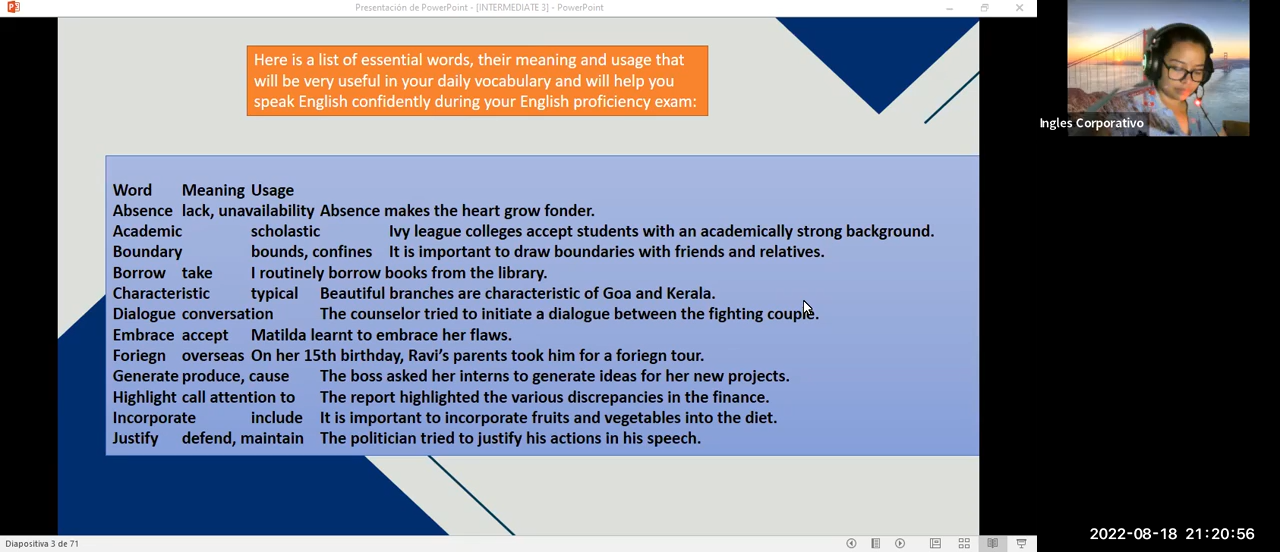 Presentación de PowerPoint - [INTERMEDIATE 3] - PowerPoint
Here is a list of essential words, their meaning and usage that
will be very useful in your daily vocabulary and will help you
speak English confidently during your English proficiency exam:
Ingles Corporativo
Word Meaning Usage
Absence lack, unavailability Absence makes the heart grow fonder.
Academic scholastic Ivy league colleges accept students with an academically strong background.
Boundary bounds, confines It is important to draw boundaries with friends and relatives.
Borrow take I routinely borrow books from the library.
Characteristic typical Beautiful branches are characteristic of Goa and Kerala.
Dialogue conversation The counselor tried to initiate a dialogue between the fighting couple.
Embrace accept Matilda learnt to embrace her flaws.
Foriegn overseas On her 15th birthday, Ravi’s parents took him for a foriegn tour.
Generate produce, cause The boss asked her interns to generate ideas for her new projects.
Highlight call attention to The report highlighted the various discrepancies in the finance.
Incorporate include It is important to incorporate fruits and vegetables into the diet.
Justify defend, maintain The politician tried to justify his actions in his speech.
Diapositiva 3 de 71
2022-08-18 21:20:56